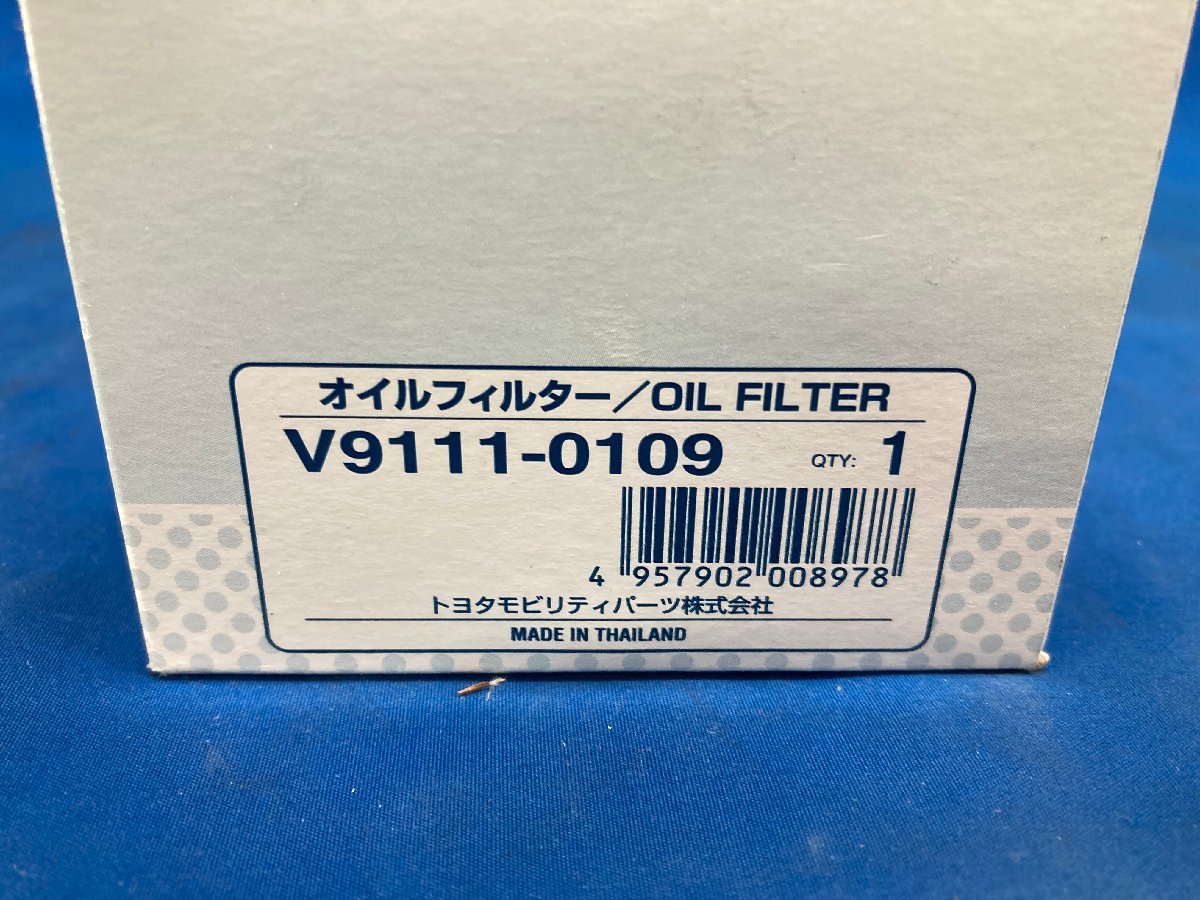 オイルフィルター/OIL FILTER
V9111-0109 QTY: 1
4 957902 008978
トヨタモビリティパーツ株式会社
MADE IN THAILAND